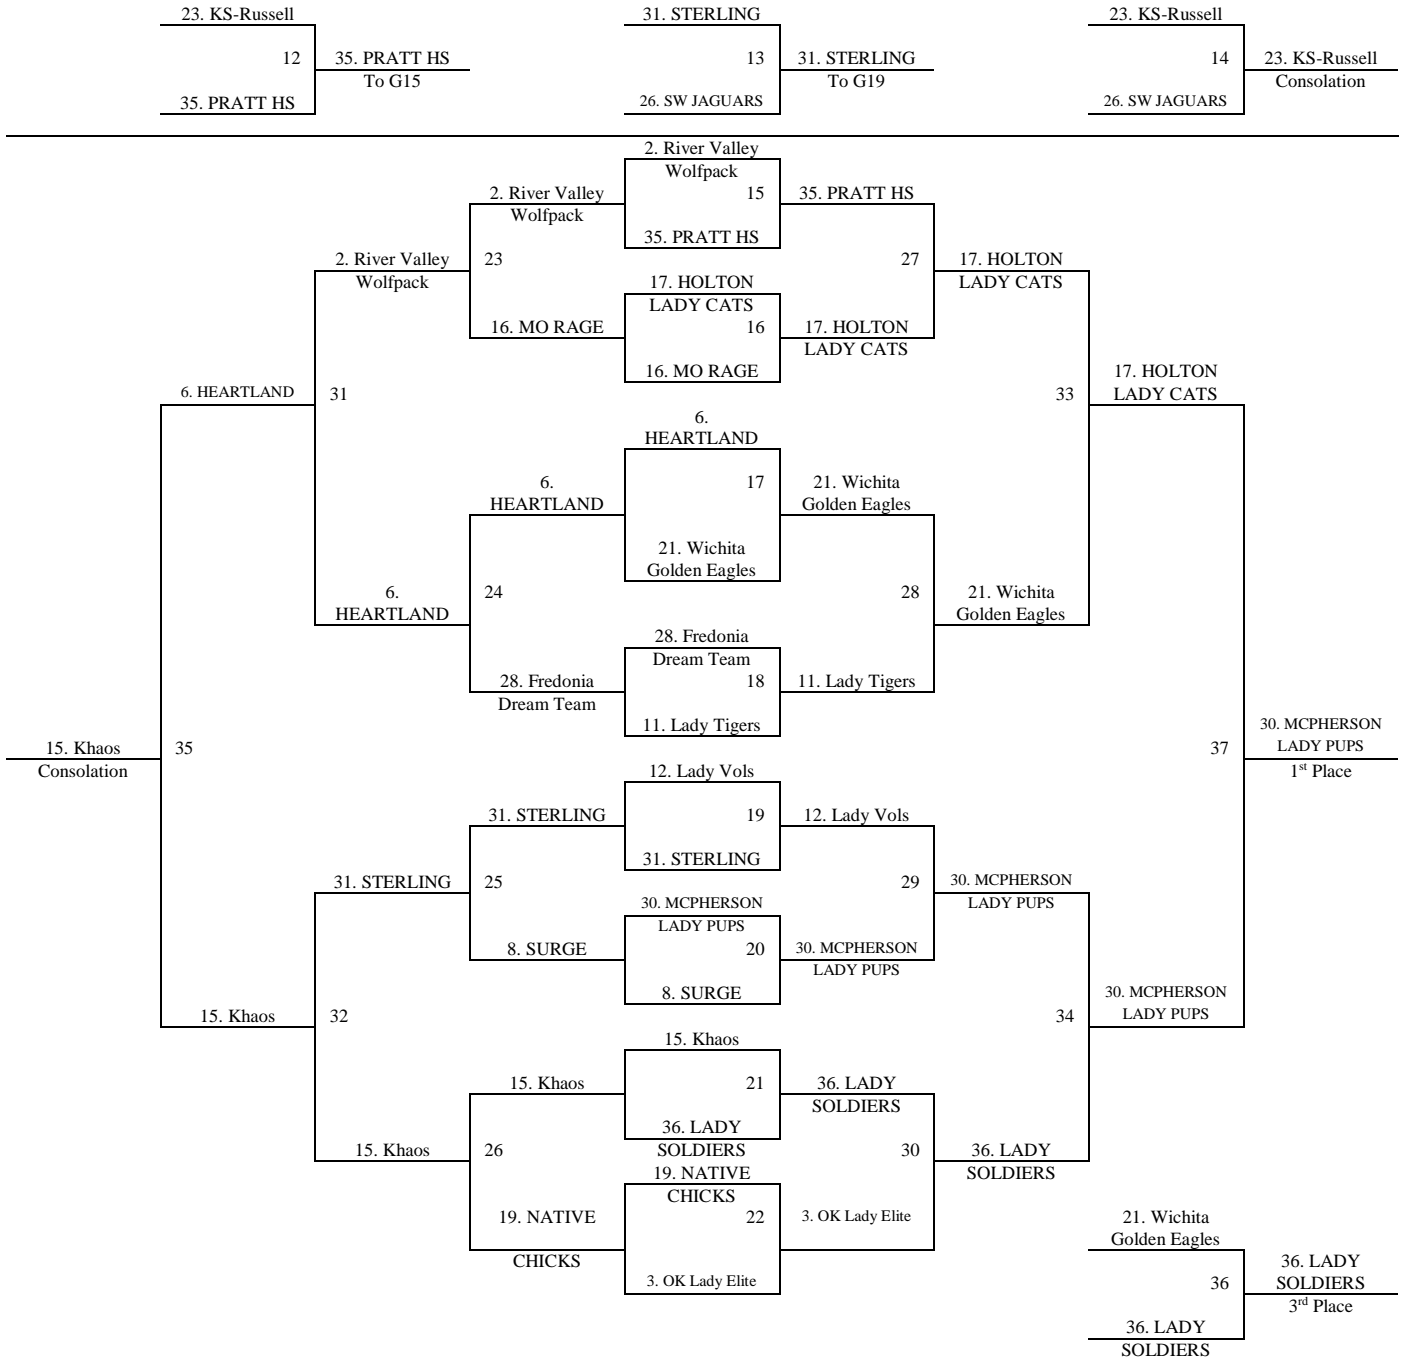 23. KS-Russell
31. STERLING
23. KS-Russell
12
35. PRATT HS
13
31. STERLING
14
23. KS-Russell
To G15
To G19
Consolation
35. PRATT HS
26. SW JAGUARS
26. SW JAGUARS
2. River Valley
Wolfpack
2. River Valley
Wolfpack
15
35. PRATT HS
35. PRATT HS
2. River Valley
Wolfpack
23
27
17. HOLTON
LADY CATS
17. HOLTON
LADY CATS
16. MO RAGE
16
17. HOLTON
LADY CATS
16. MO RAGE
17. HOLTON
LADY CATS
6. HEARTLAND
31
33
6.
HEARTLAND
6.
HEARTLAND
17
21. Wichita
Golden Eagles
21. Wichita
Golden Eagles
6.
HEARTLAND
24
28
21. Wichita
Golden Eagles
28. Fredonia
Dream Team
28. Fredonia
Dream Team
18
11. Lady Tigers
11. Lady Tigers
15. Khaos
Consolation
35
37
30. MCPHERSON
LADY PUPS
1st Place
12. Lady Vols
31. STERLING
19
12. Lady Vols
31. STERLING
31. STERLING
25
29
30. MCPHERSON
LADY PUPS
30. MCPHERSON
LADY PUPS
8. SURGE
20
30. MCPHERSON
LADY PUPS
8. SURGE
30. MCPHERSON
LADY PUPS
15. Khaos
32
34
15. Khaos
15. Khaos
21
36. LADY
SOLDIERS
36. LADY
SOLDIERS
15. Khaos
26
30
36. LADY
SOLDIERS
19. NATIVE
CHICKS
19. NATIVE
CHICKS
22
3. OK Lady Elite
3. OK Lady Elite
21. Wichita
Golden Eagles
36
36. LADY
SOLDIERS
3rd Place
36. LADY
SOLDIERS